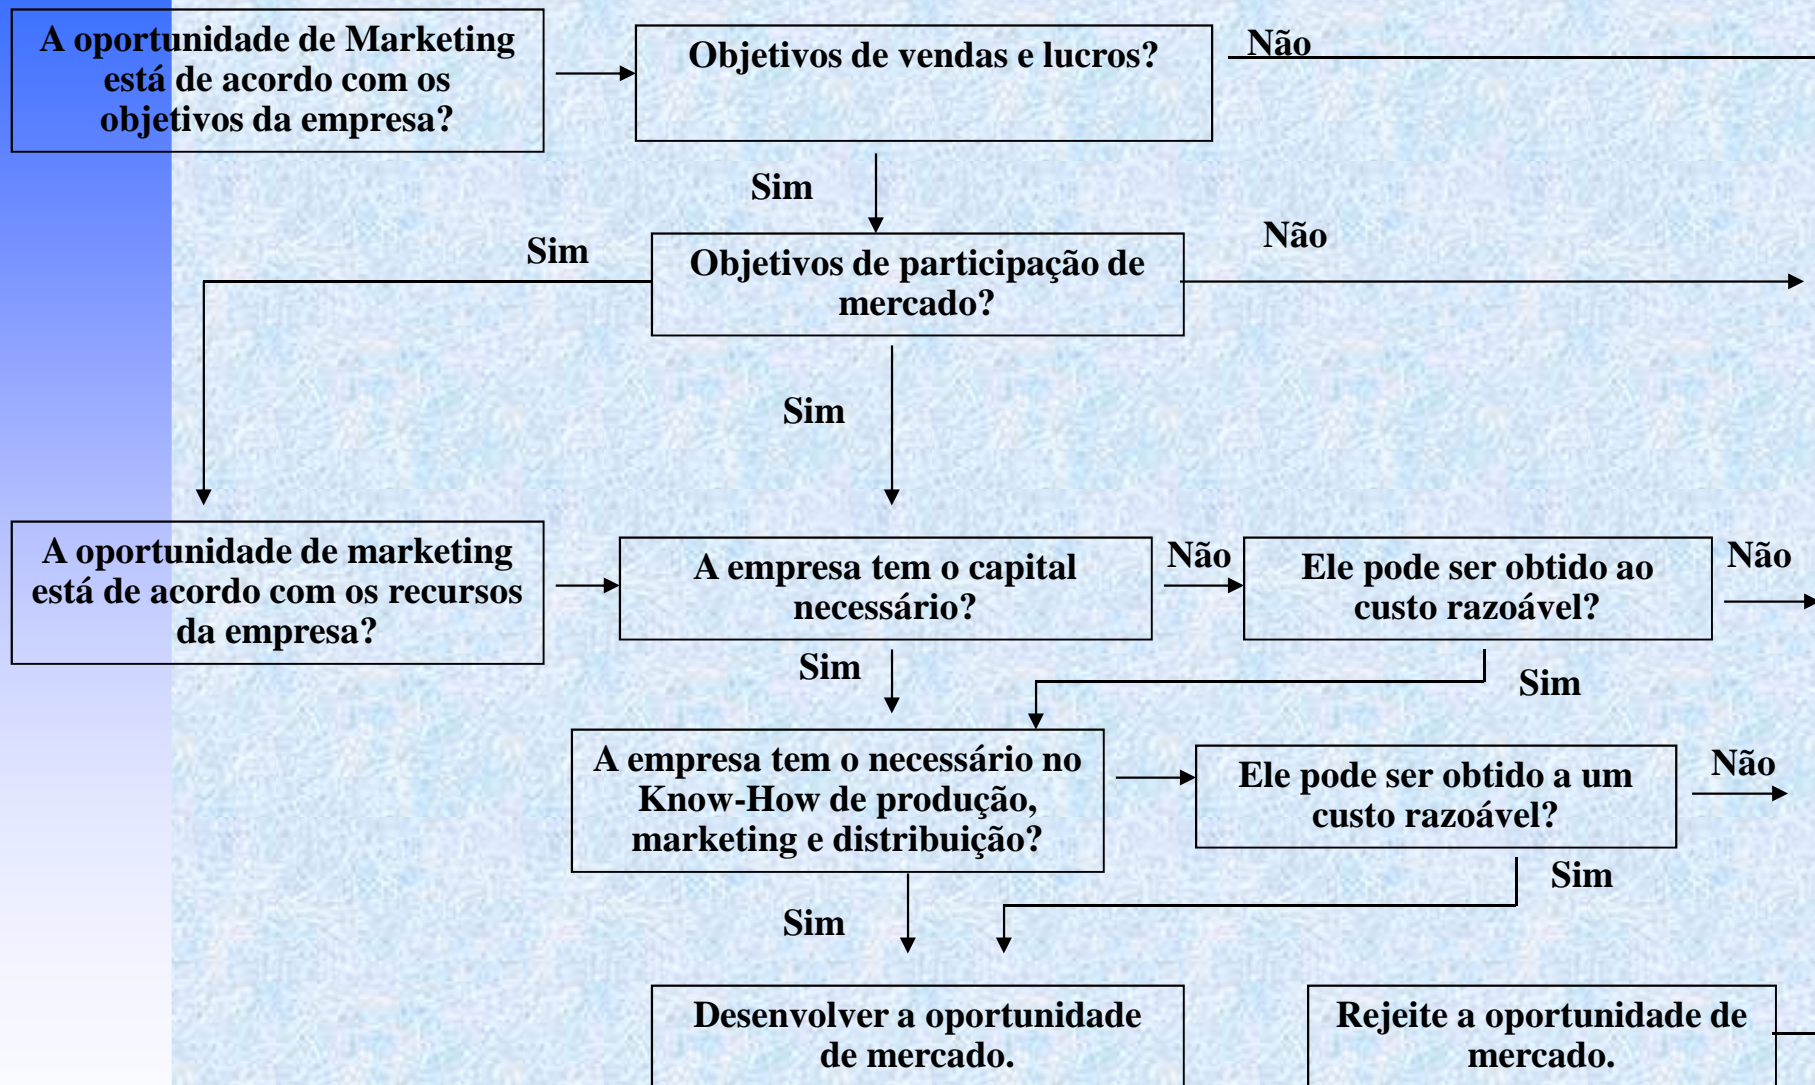 A oportunidade de Marketing
está de acordo com os
objetivos da empresa?
Objetivos de vendas e lucros?
Não
Sim
Sim
Objetivos de participação de
mercado?
Não
Sim
A oportunidade de marketing
está de acordo com os recursos
da empresa?
A empresa tem o capital
necessário?
Não
Ele pode ser obtido ao
custo razoável?
Não
Sim
Sim
A empresa tem o necessário no
Know-How de produção,
marketing e distribuição?
Ele pode ser obtido a um
custo razoável?
Não
Sim
Sim
Desenvolver a oportunidade
de mercado.
Rejeite a oportunidade de
mercado.